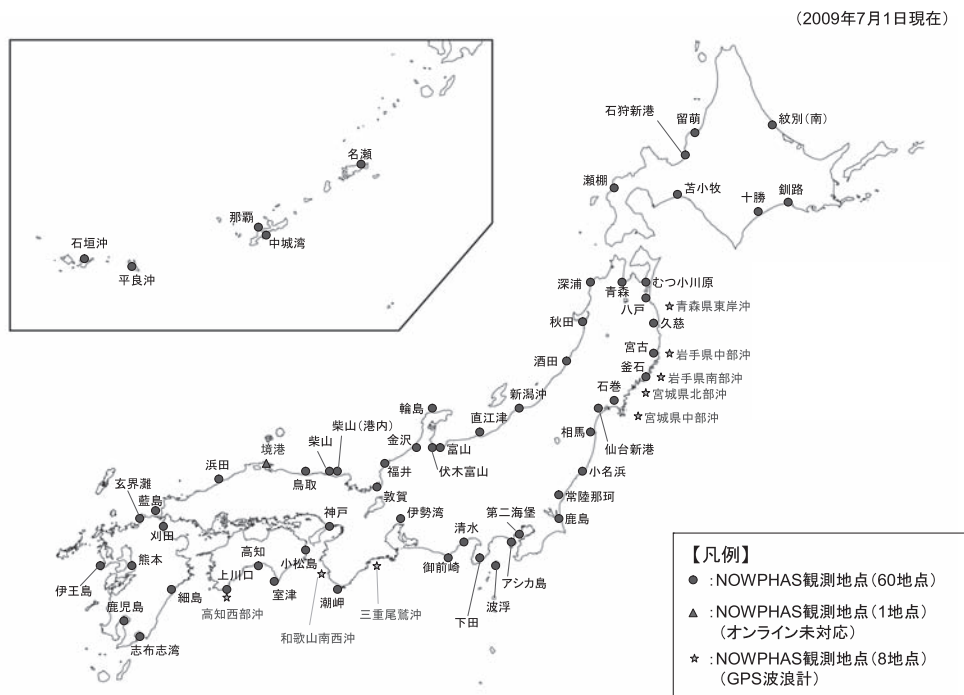 （2009年7月1日現在）
名瀬
那覇
中城湾
石垣沖
平良沖
石狩新港
留萌
紋別（南）
瀬棚
苫小牧
十勝
釧路
深浦
青森
むつ小川原
八戸
青森県東岸沖
秋田
久慈
宮古
岩手県中部沖
酒田
釜石
岩手県南部沖
石巻
宮城県北部沖
新潟沖
宮城県中部沖
輪島
直江津
相馬
仙台新港
柴山（港内）
柴山
金沢
富山
伏木富山
境港
浜田
鳥取
福井
小名浜
敦賀
玄界灘
藍島
常陸那珂
伊勢湾
第二海堡
鹿島
神戸
清水
刈田
高知
小松島
御前崎
アシカ島
熊本
上川口
室津
伊王島
細島
潮岬
三重尾鷲沖
下田
波浮
鹿児島
高知西部沖
和歌山南西沖
志布志湾
【凡例】
●：NOWPHAS観測地点（60地点）
▲：NOWPHAS観測地点（1地点）
（オンライン未対応）
☆：NOWPHAS観測地点（8地点）
（GPS波浪計）